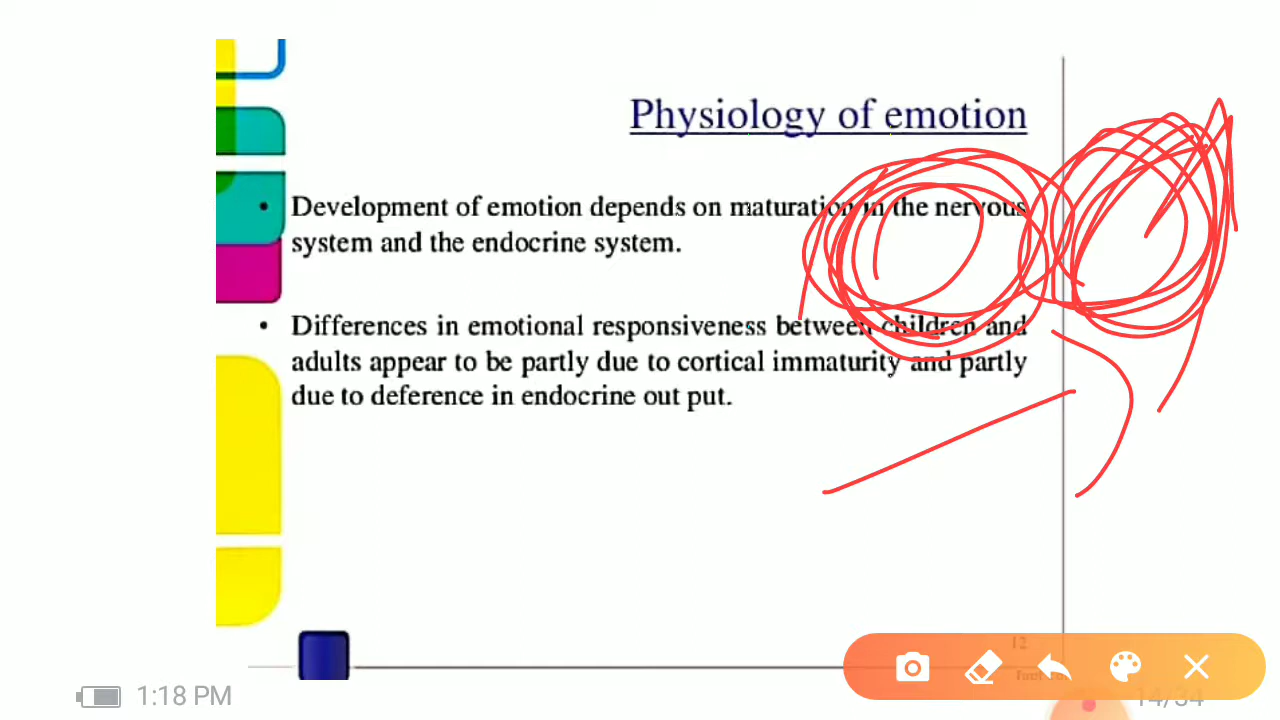 Physiology of emotion
• Development of emotion depends on maturation in the nervous
system and the endocrine system.
• Differences in emotional responsiveness between children and
adults appear to be partly due to cortical immaturity and partly
due to deference in endocrine out put.
12
1:18 PM
14/34